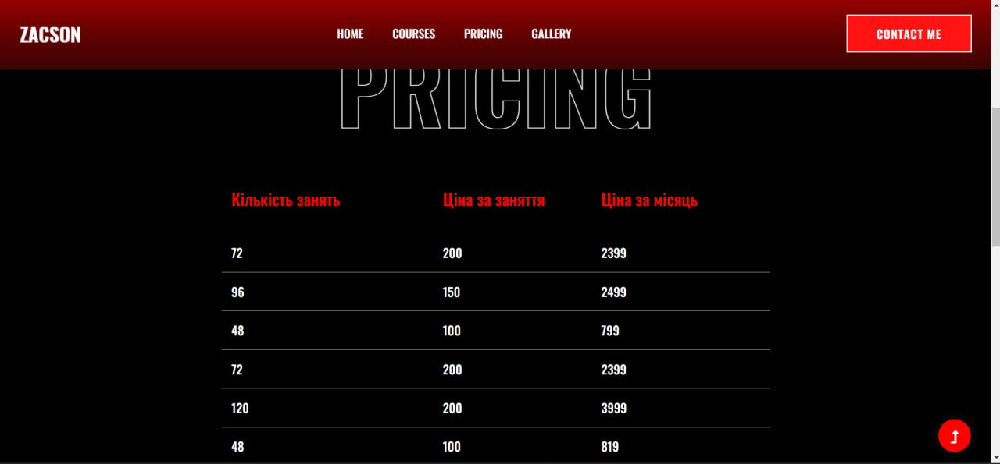 ZACSON HOME COURSES PRICING GALLERY CONTACT ME
PRICING
Кількість занять Ціна за заняття Ціна за місяць
72 200 2399
96 150 2499
48 100 799
72 200 2399
120 200 3999
48 100 819